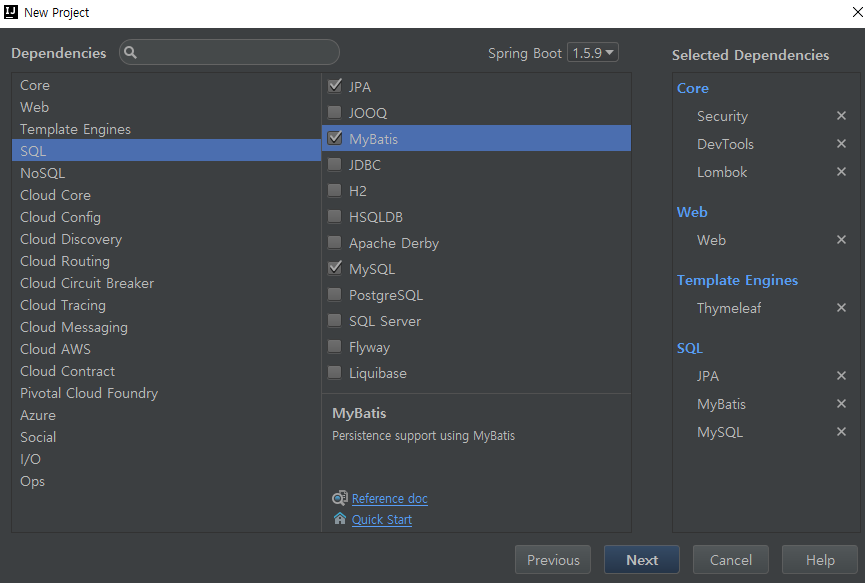 New Project
Dependencies
Spring Boot 1.5.9
Core
Web
Template Engines
SQL
NoSQL
Cloud Core
Cloud Config
Cloud Discovery
Cloud Routing
Cloud Circuit Breaker
Cloud Tracing
Cloud Messaging
Cloud AWS
Cloud Contract
Pivotal Cloud Foundry
Azure
Social
I/O
Ops
JPA
JOOQ
MyBatis
JDBC
H2
HSQLDB
Apache Derby
MySQL
PostgreSQL
SQL Server
Flyway
Liquibase
MyBatis
Persistence support using MyBatis
Reference doc
Quick Start
Selected Dependencies
Core
Security
DevTools
Lombok
Web
Web
Template Engines
Thymeleaf
SQL
JPA
MyBatis
MySQL
Previous
Next
Cancel
Help